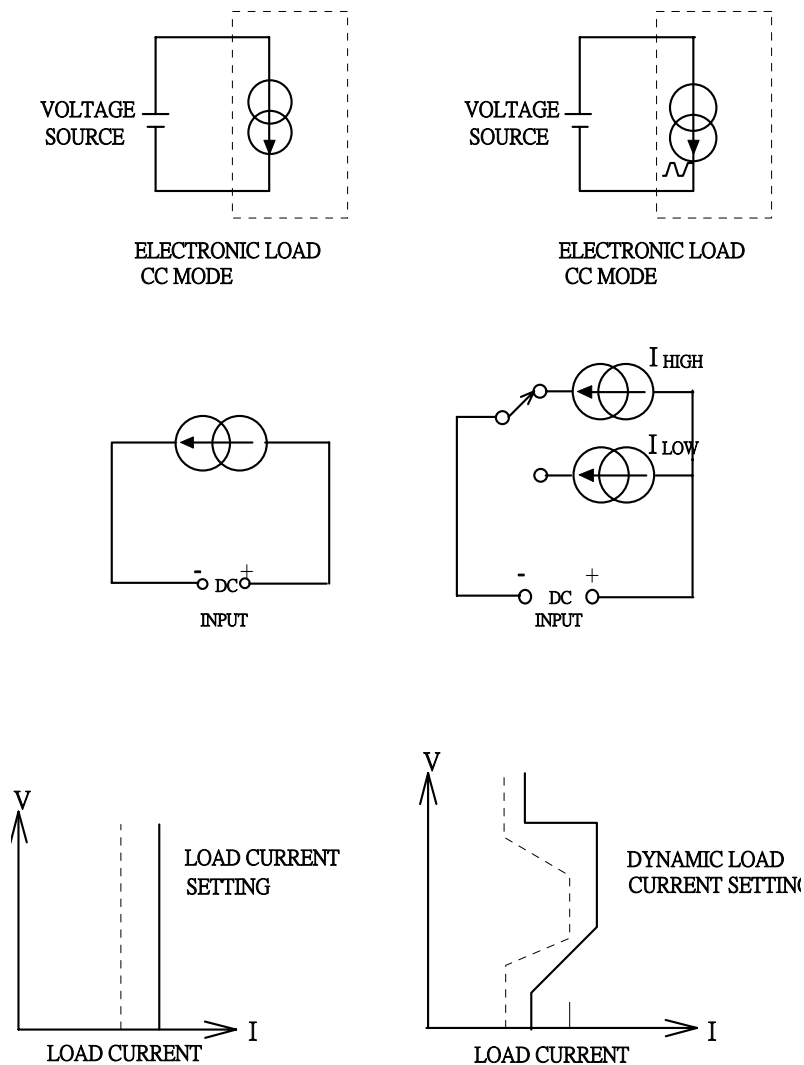 VOLTAGE
SOURCE
ELECTRONIC LOAD
CC MODE
VOLTAGE
SOURCE
ELECTRONIC LOAD
CC MODE
- DC +
INPUT
I HIGH
I LOW
- +
DC
INPUT
V
LOAD CURRENT
SETTING
I
LOAD CURRENT
V
DYNAMIC LOAD
CURRENT SETTING
I
LOAD CURRENT